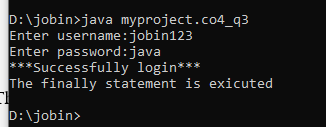 D:\jobin>java myproject.co4_q3
Enter username:jobin123
Enter password:java
***Successfully login***
The finally statement is exicuted
D:\jobin>